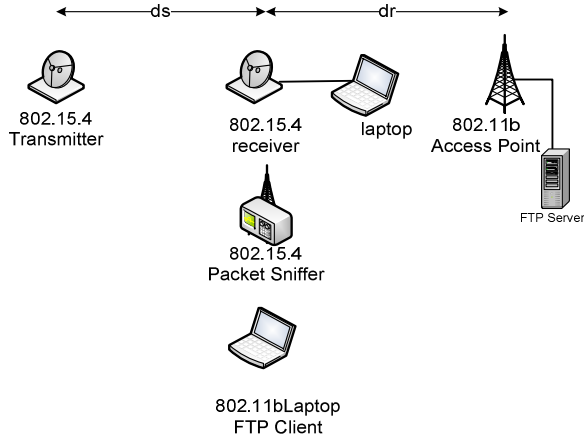 ds
dr
802.15.4
Transmitter
802.15.4
receiver
laptop
802.11b
Access Point
FTP Server
802.15.4
Packet Sniffer
802.11bLaptop
FTP Client